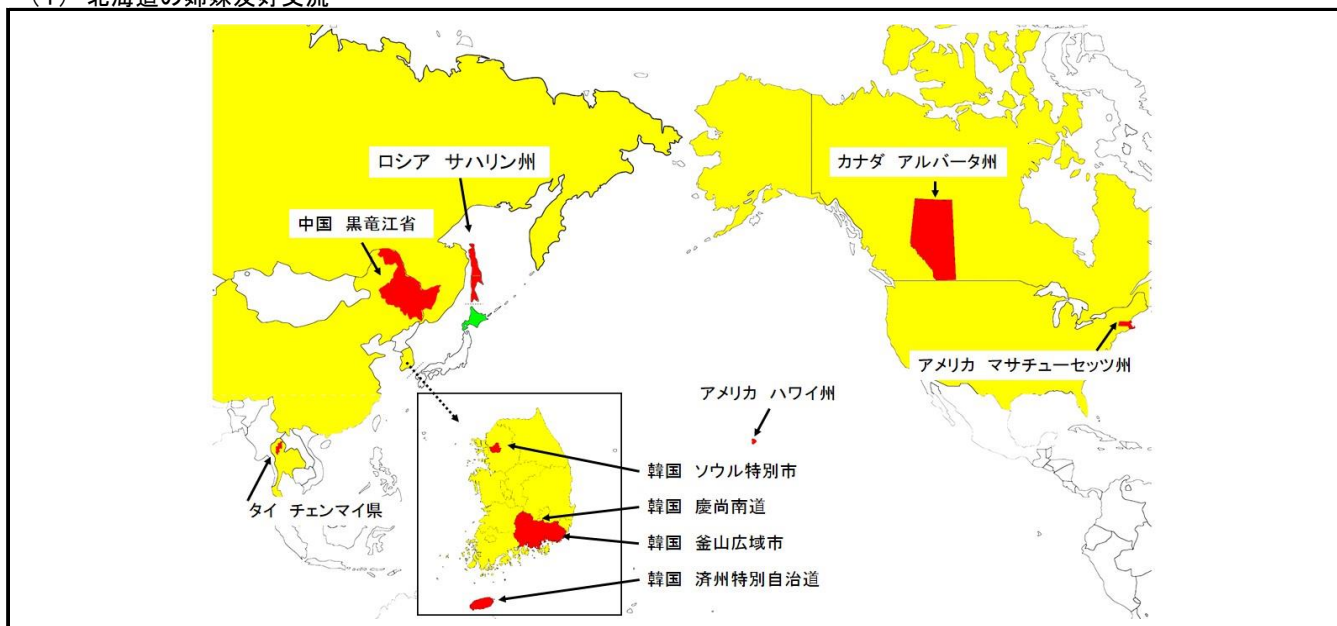 (1) 北海道の姉妹友好交流
ロシア サハリン州
カナダ アルバータ州
中国 黒竜江省
アメリカ マサチューセッツ州
アメリカ ハワイ州
韓国 ソウル特別市
タイ チェンマイ県
韓国 慶尚南道
韓国 釜山広域市
韓国 済州特別自治道